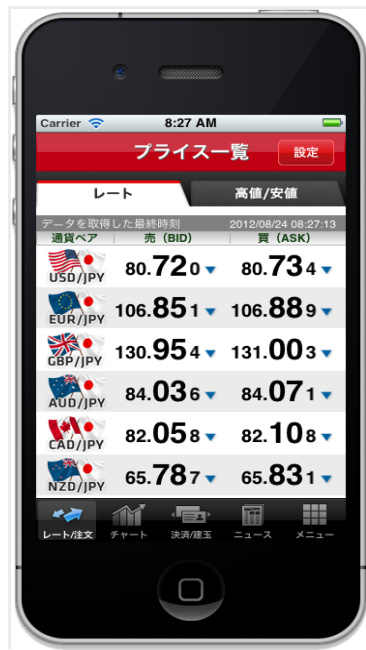 Carrier 8:27 AM
プライス一覧 設定
レート 高値/安値
データを取得した最終時刻 2012/08/24 08:27:13
通貨ペア 売 (BID) 買 (ASK)
USD/JPY 80.720 80.734
EUR/JPY 106.851 106.889
GBP/JPY 130.954 131.003
AUD/JPY 84.036 84.071
CAD/JPY 82.058 82.108
NZD/JPY 65.787 65.831
レート/注文 チャート 決済/建玉 ニュース メニュー